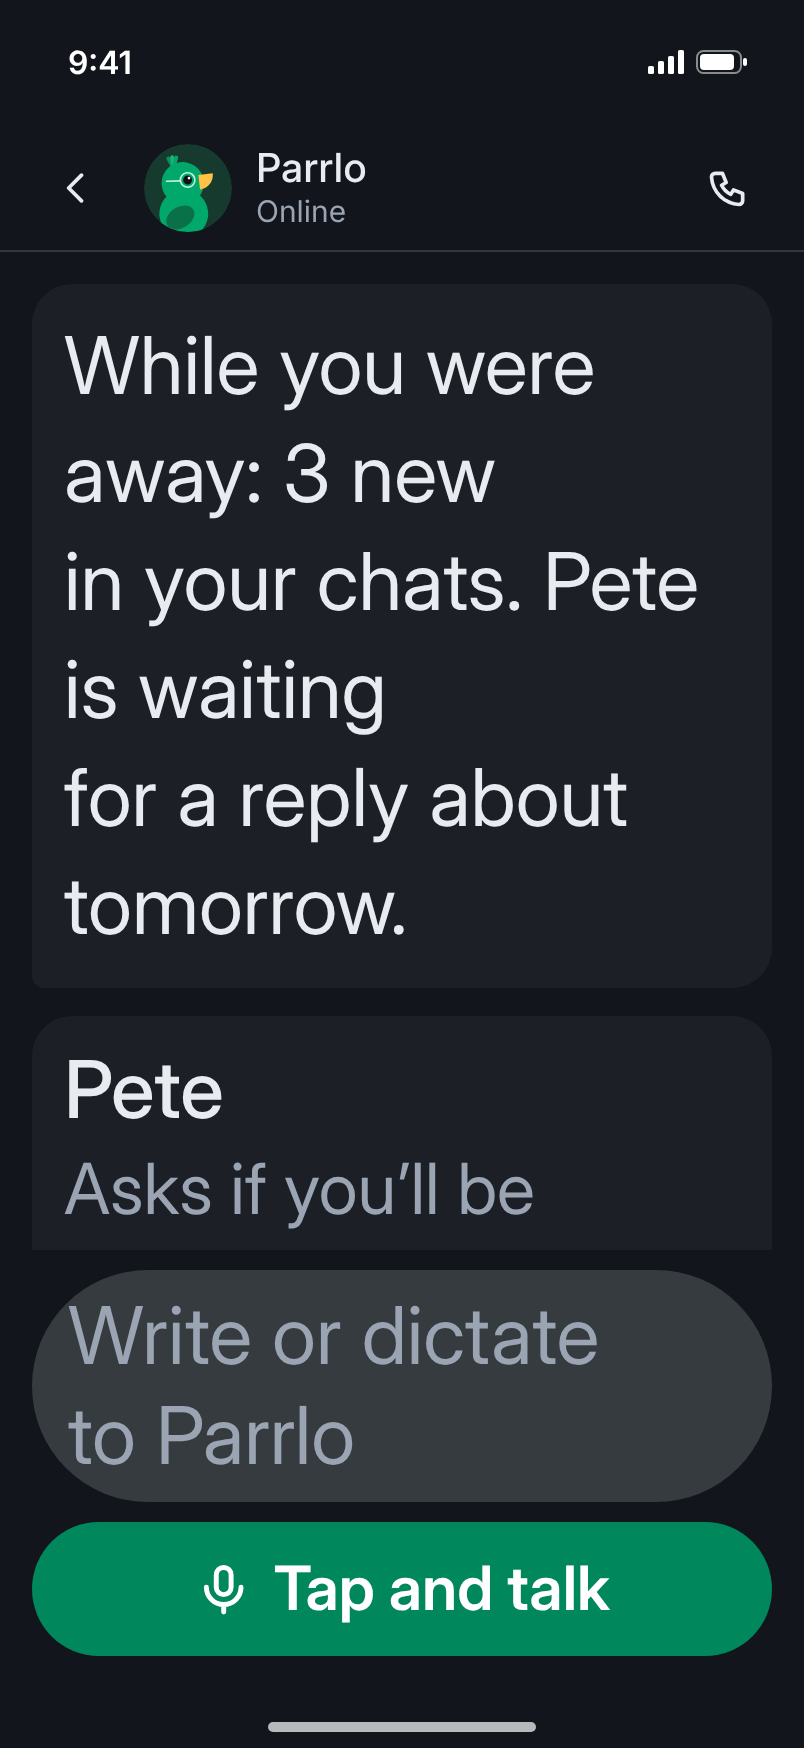 9:41
Parrlo
Online
While you were
away: 3 new
in your chats. Pete
is waiting
for a reply about
tomorrow.
Pete
Asks if you’ll be
Write or dictate
to Parrlo
Tap and talk